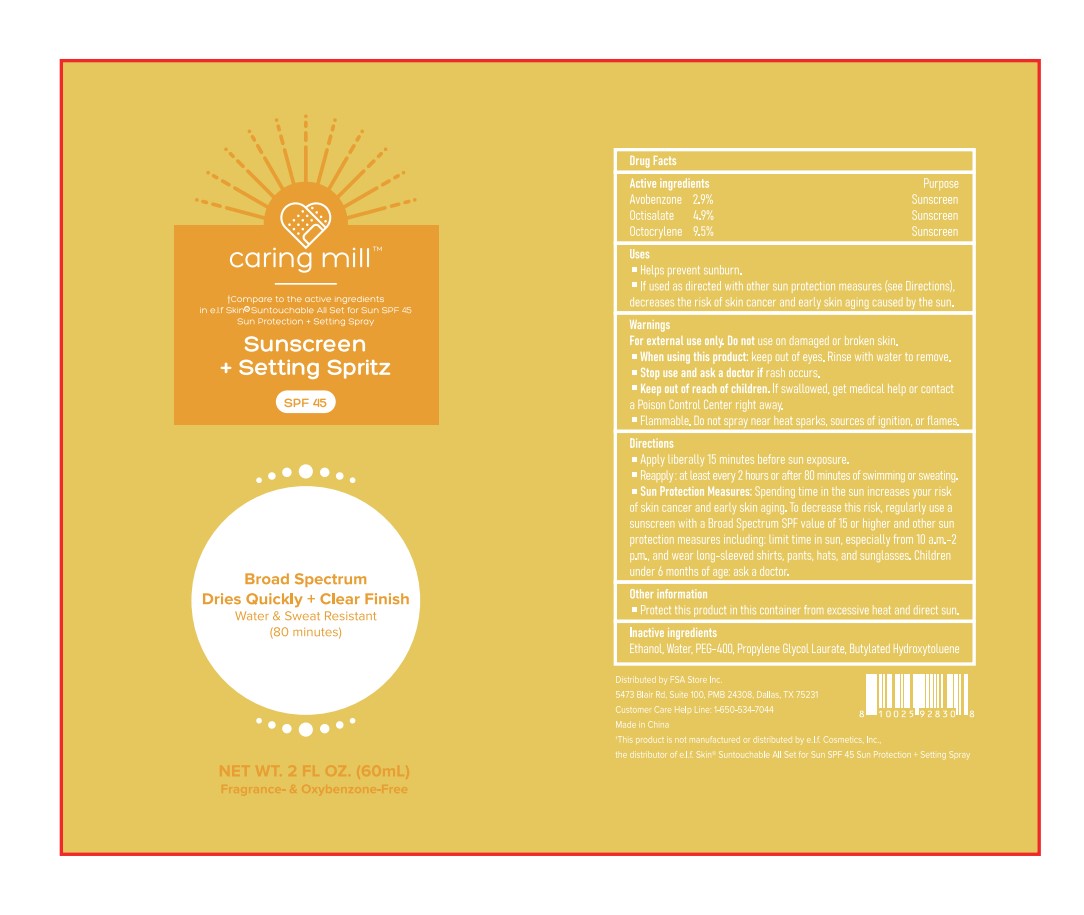 caring mill™
†Compare to the active ingredients
in e.l.f Skin® Suntouchable All Set for Sun SPF 45
Sun Protection + Setting Spray
Sunscreen
+ Setting Spritz
SPF 45
Broad Spectrum
Dries Quickly + Clear Finish
Water & Sweat Resistant
(80 minutes)
NET WT. 2 FL OZ. (60mL)
Fragrance- & Oxybenzone-Free
Drug Facts
Active ingredients Purpose
Avobenzone 2.9% Sunscreen
Octisalate 4.9% Sunscreen
Octocrylene 9.5% Sunscreen
Uses
▪ Helps prevent sunburn.
▪ If used as directed with other sun protection measures (see Directions),
decreases the risk of skin cancer and early skin aging caused by the sun.
Warnings
For external use only. Do not use on damaged or broken skin.
▪ When using this product: keep out of eyes. Rinse with water to remove.
▪ Stop use and ask a doctor if rash occurs.
▪ Keep out of reach of children. If swallowed, get medical help or contact
a Poison Control Center right away.
▪ Flammable. Do not spray near heat sparks, sources of ignition, or flames.
Directions
▪ Apply liberally 15 minutes before sun exposure.
▪ Reapply: at least every 2 hours or after 80 minutes of swimming or sweating.
▪ Sun Protection Measures: Spending time in the sun increases your risk
of skin cancer and early skin aging. To decrease this risk, regularly use a
sunscreen with a Broad Spectrum SPF value of 15 or higher and other sun
protection measures including: limit time in sun, especially from 10 a.m.-2
p.m., and wear long-sleeved shirts, pants, hats, and sunglasses. Children
under 6 months of age: ask a doctor.
Other information
▪ Protect this product in this container from excessive heat and direct sun.
Inactive ingredients
Ethanol, Water, PEG-400, Propylene Glycol Laurate, Butylated Hydroxytoluene
Distributed by FSA Store Inc.
5473 Blair Rd, Suite 100, PMB 24308, Dallas, TX 75231
Customer Care Help Line: 1-650-534-7044
Made in China
†This product is not manufactured or distributed by e.l.f. Cosmetics, Inc.,
the distributor of e.l.f. Skin® Suntouchable All Set for Sun SPF 45 Sun Protection + Setting Spray
8 10025 92830 8